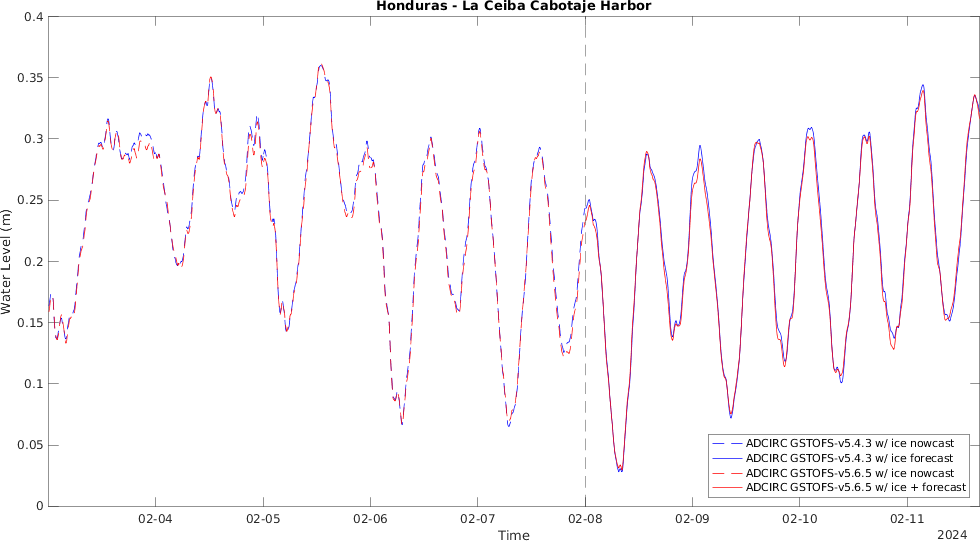 Honduras - La Ceiba Cabotaje Harbor
0.4
0.35
0.3
0.25
0.2
0.15
0.1
0.05
0
Water Level (m)
ADCIRC GSTOFS-v5.4.3 w/ ice nowcast
ADCIRC GSTOFS-v5.4.3 w/ ice forecast
ADCIRC GSTOFS-v5.6.5 w/ ice nowcast
ADCIRC GSTOFS-v5.6.5 w/ ice + forecast
02-04 02-05 02-06 02-07 02-08 02-09 02-10 02-11
Time
2024